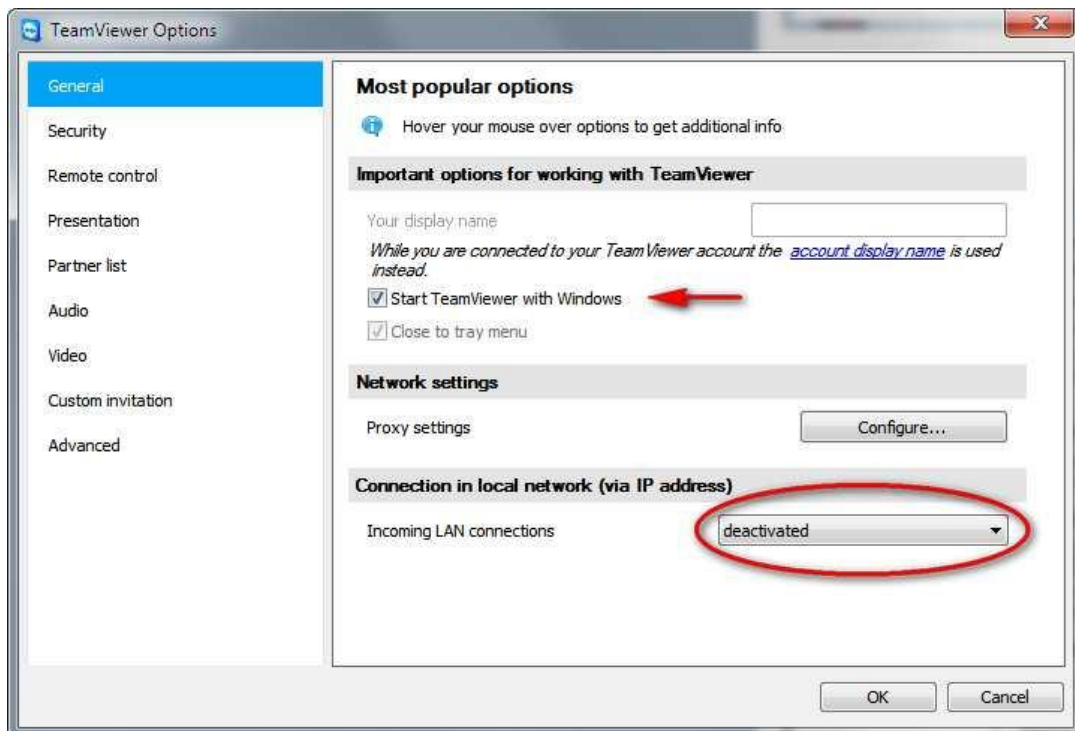 TeamViewer Options
General
Security
Remote control
Presentation
Partner list
Audio
Video
Custom invitation
Advanced
Most popular options
Hover your mouse over options to get additional info
Important options for working with TeamViewer
Your display name
While you are connected to your TeamViewer account the account display name is used
instead.
Start TeamViewer with Windows
Close to tray menu
Network settings
Proxy settings Configure...
Connection in local network (via IP address)
Incoming LAN connections deactivated
OK Cancel